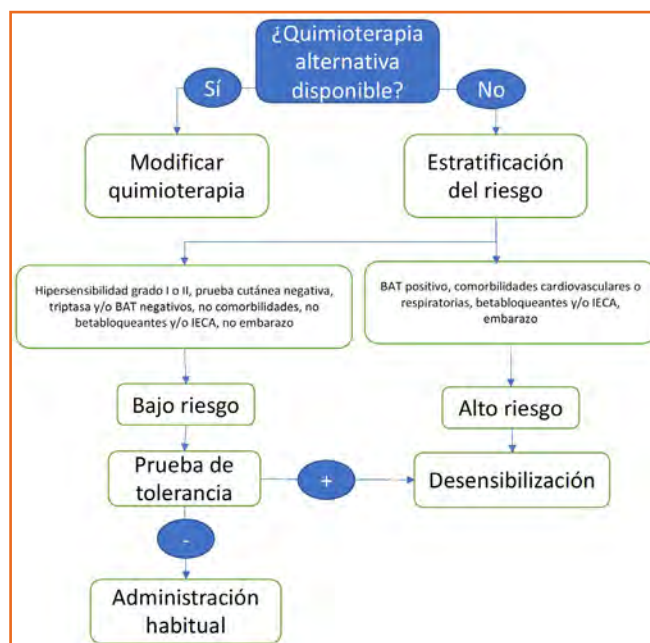 ¿Quimioterapia
alternativa
disponible?
Sí
No
Modificar
quimioterapia
Estratificación
del riesgo
Hipersensibilidad grado I o II, prueba cutánea negativa,
triptasa y/o BAT negativos, no comorbilidades, no
betabloqueantes y/o IECA, no embarazo
BAT positivo, comorbilidades cardiovasculares o
respiratorias, betabloqueantes y/o IECA,
embarazo
Bajo riesgo
Alto riesgo
Prueba de
tolerancia
+
Desensibilización
-
Administración
habitual